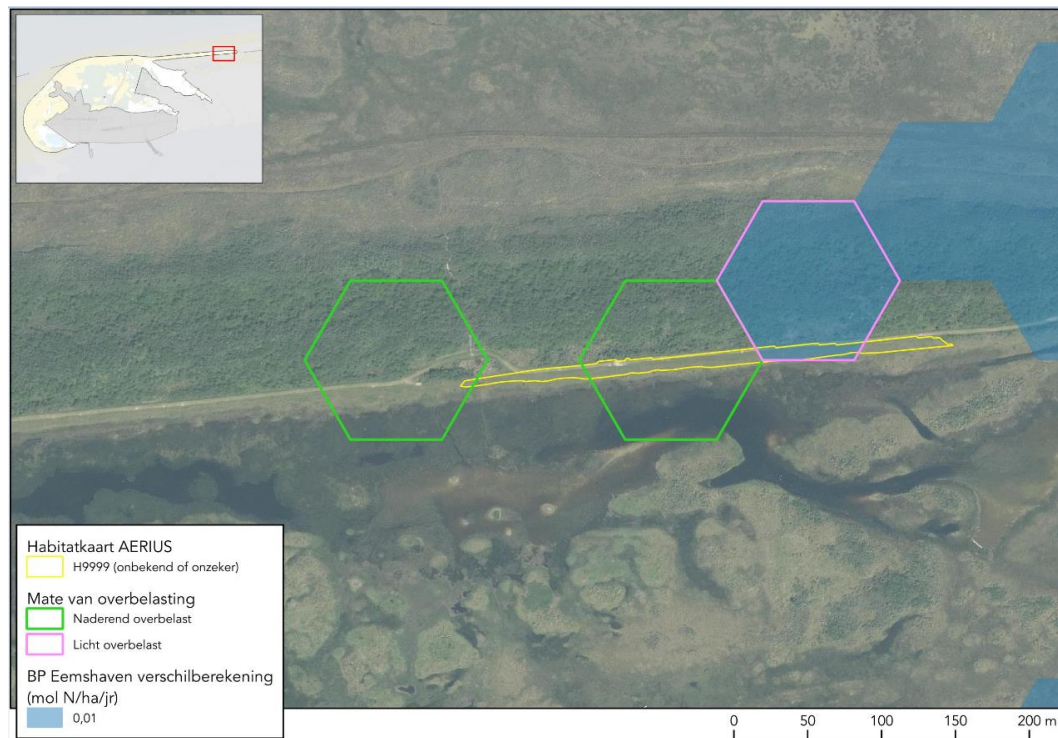 Habitatkaart AERIUS
H9999 (onbekend of onzeker)
Mate van overbelasting
Naderend overbelast
Licht overbelast
BP Eemshaven verschilberekening
(mol N/ha/jr)
0,01
0 50 100 150 200 m